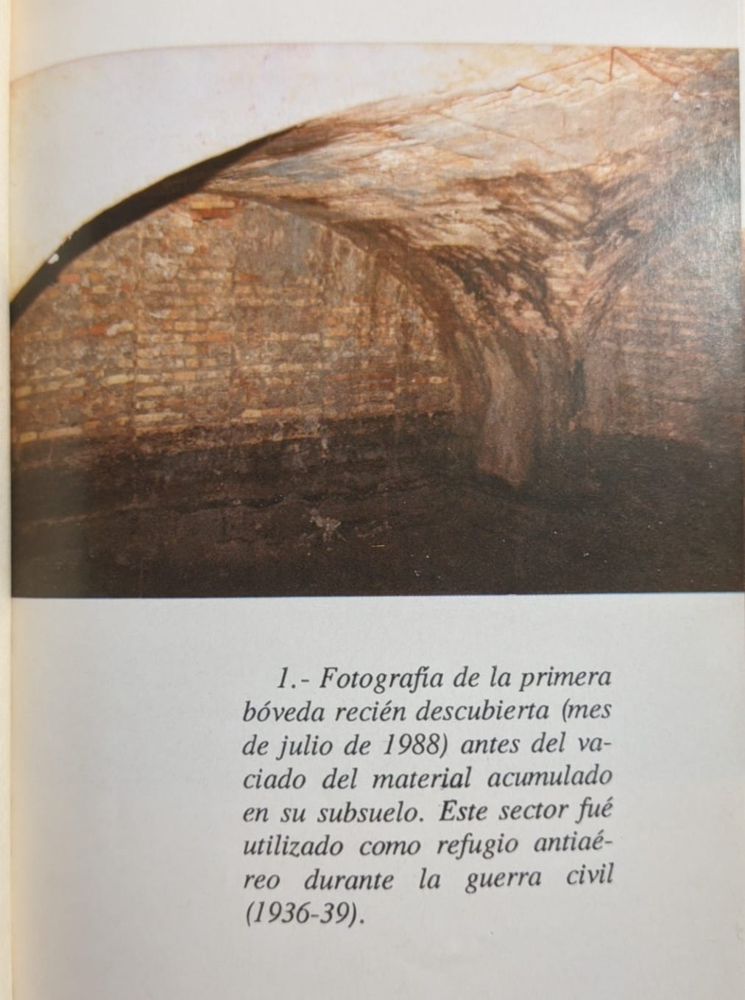 1.- Fotografía de la primera
bóveda recién descubierta (mes
de julio de 1988) antes del va-
ciado del material acumulado
en su subsuelo. Este sector fué
utilizado como refugio antiaé-
reo durante la guerra civil
(1936-39).